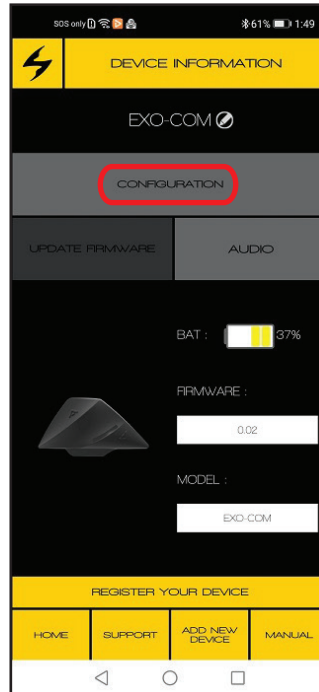 SOS only 61% 1:49
DEVICE INFORMATION
EXO-COM
CONFIGURATION
UPDATE FIRMWARE AUDIO
BAT : 37%
FIRMWARE :
0.02
MODEL :
EXO-COM
REGISTER YOUR DEVICE
HOME SUPPORT ADD NEW DEVICE MANUAL